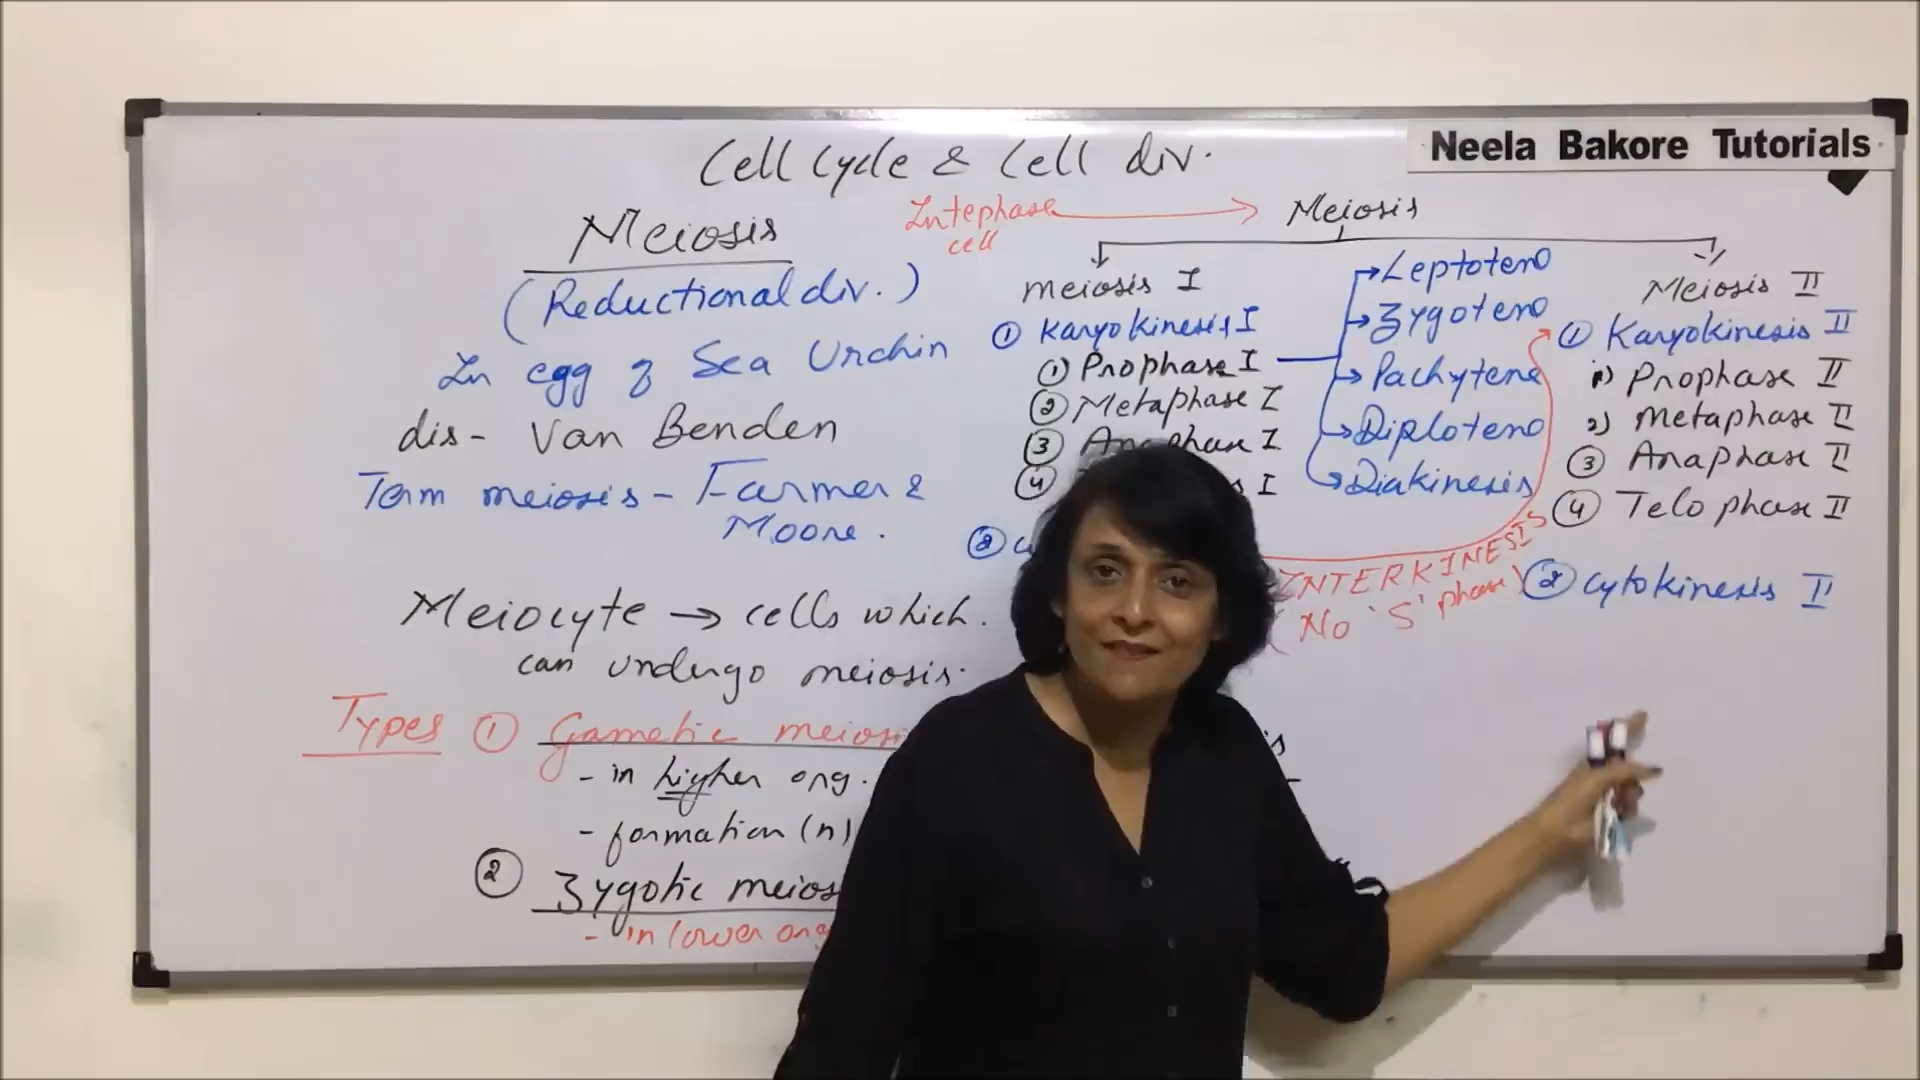 Neela Bakore Tutorials
Cell Cycle & Cell div.
Meiosis
(Reductional div.)
In egg of Sea Urchin
dis- Van Benden
Term meiosis - Farmer &
Moore.
Meiocyte → cells which
can undergo meiosis.
Types ① Gametic meiosi
- in higher org.
- formation (n)
② Zygotic meios
- in lower org
Intephase
cell
→ Meiosis
meiosis I
① Karyokinesis I
① Prophase I
② Metaphase I
③ Anaphase I
④ s I
②
Leptotene
Zygotene
Pachytene
Diplotene
Diakinesis
INTERKINESIS
(No 'S' phase)
Meiosis II
① Karyokinesis II
1) Prophase II
2) Metaphase II
③ Anaphase II
④ Telophase II
② Cytokinesis II
is